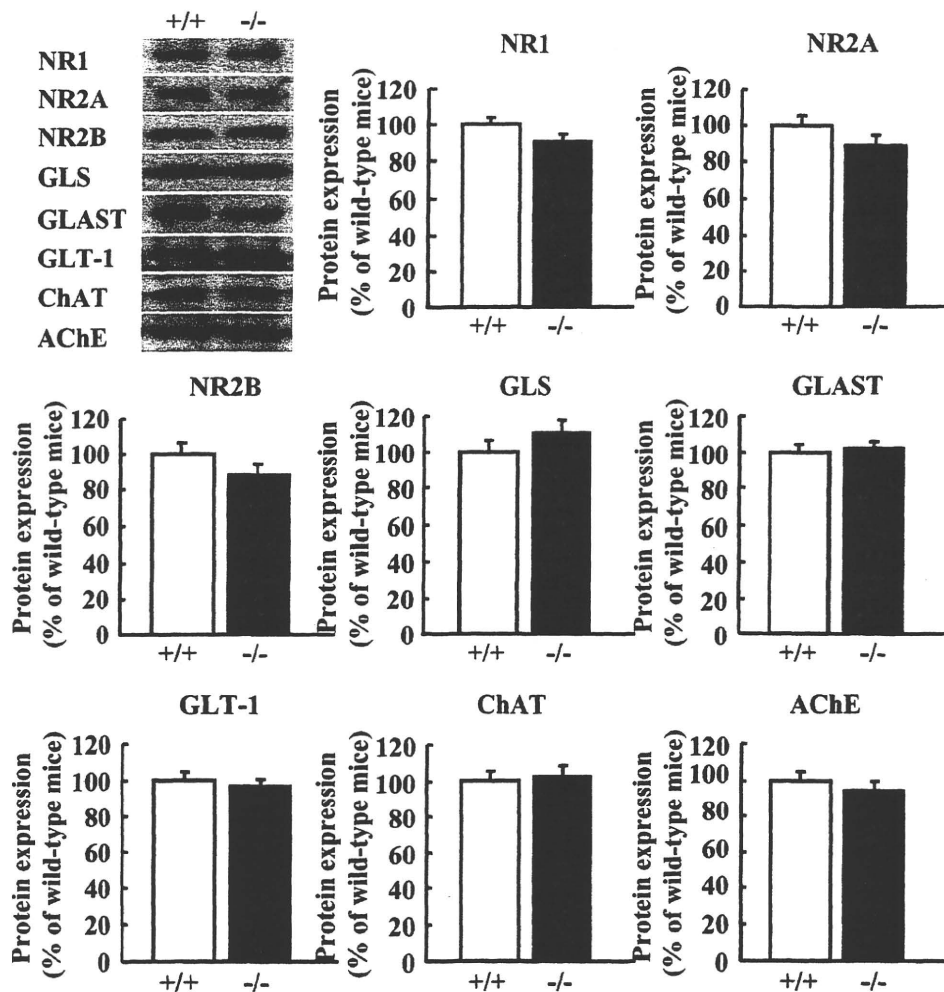 +/+ -/-
NR1
NR2A
NR2B
GLS
GLAST
GLT-1
ChAT
AChE
NR1
Protein expression
(% of wild-type mice)
120
100
80
60
40
20
0
+/+ -/-
NR2A
Protein expression
(% of wild-type mice)
120
100
80
60
40
20
0
+/+ -/-
NR2B
Protein expression
(% of wild-type mice)
120
100
80
60
40
20
0
+/+ -/-
GLS
Protein expression
(% of wild-type mice)
120
100
80
60
40
20
0
+/+ -/-
GLAST
Protein expression
(% of wild-type mice)
120
100
80
60
40
20
0
+/+ -/-
GLT-1
Protein expression
(% of wild-type mice)
120
100
80
60
40
20
0
+/+ -/-
ChAT
Protein expression
(% of wild-type mice)
120
100
80
60
40
20
0
+/+ -/-
AChE
Protein expression
(% of wild-type mice)
120
100
80
60
40
20
0
+/+ -/-